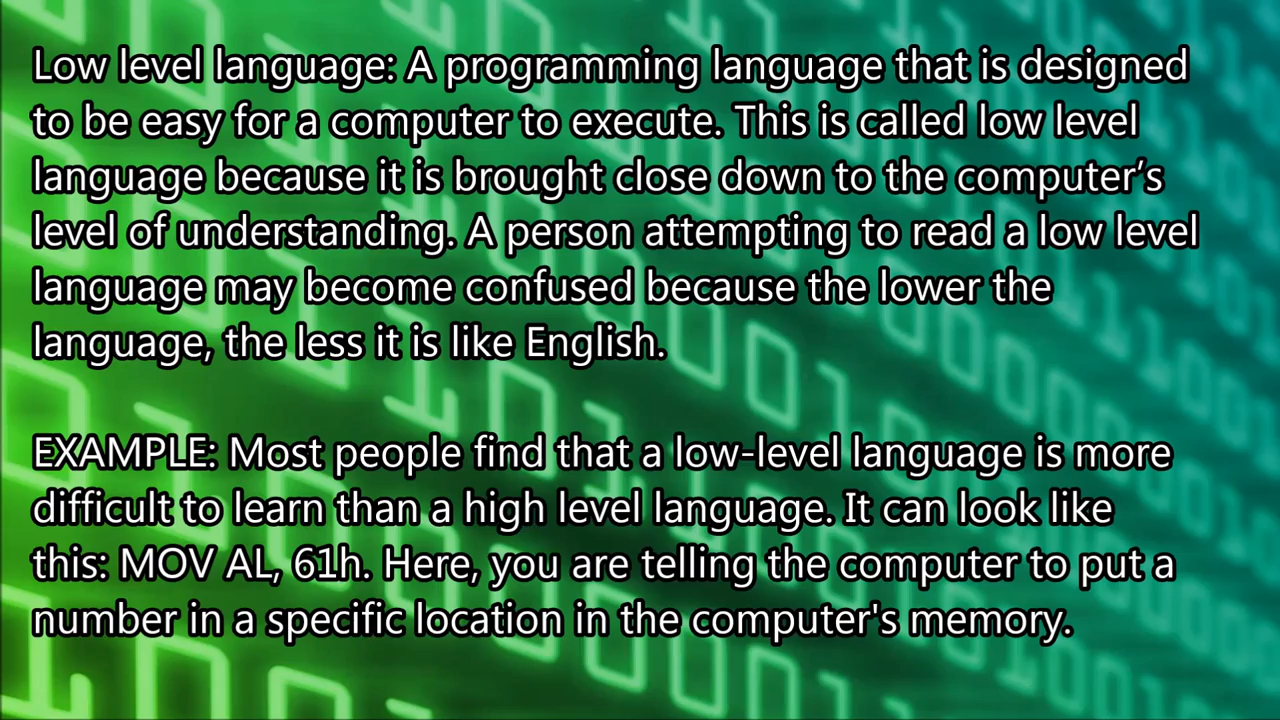 Low level language: A programming language that is designed
to be easy for a computer to execute. This is called low level
language because it is brought close down to the computer’s
level of understanding. A person attempting to read a low level
language may become confused because the lower the
language, the less it is like English.
EXAMPLE: Most people find that a low-level language is more
difficult to learn than a high level language. It can look like
this: MOV AL, 61h. Here, you are telling the computer to put a
number in a specific location in the computer's memory.